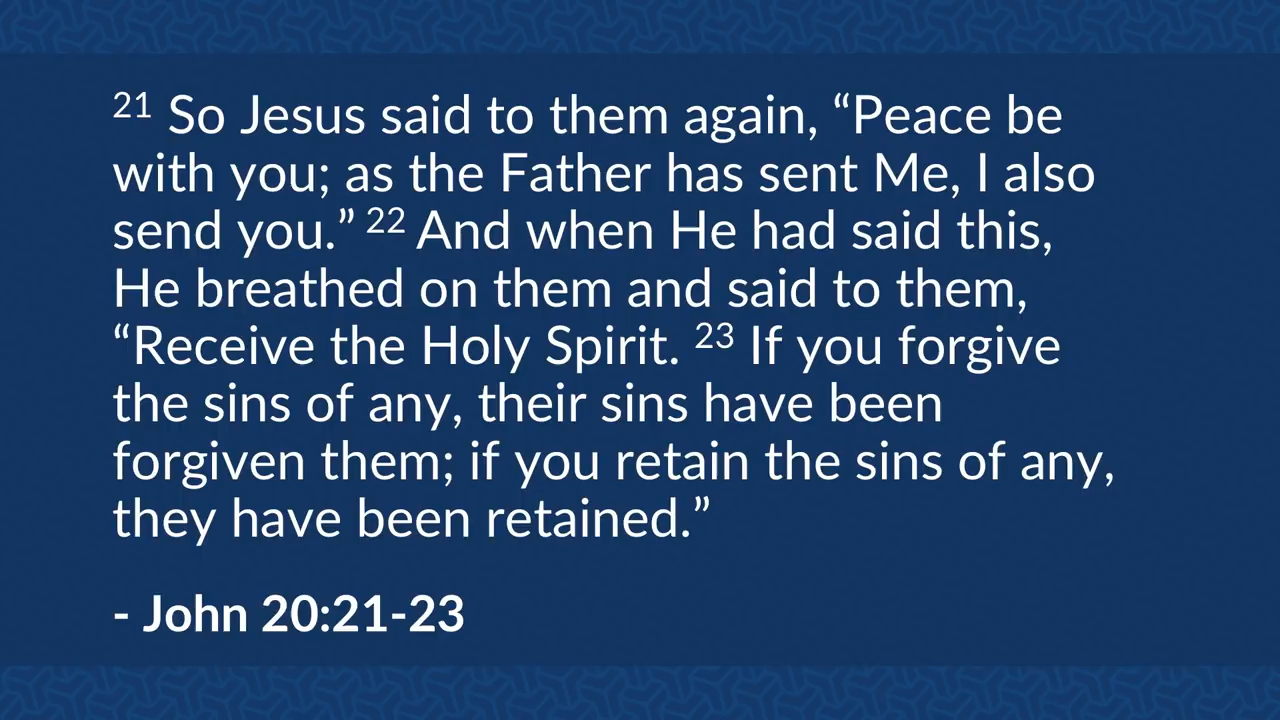 21 So Jesus said to them again, “Peace be
with you; as the Father has sent Me, I also
send you.” 22 And when He had said this,
He breathed on them and said to them,
“Receive the Holy Spirit. 23 If you forgive
the sins of any, their sins have been
forgiven them; if you retain the sins of any,
they have been retained.”
- John 20:21-23